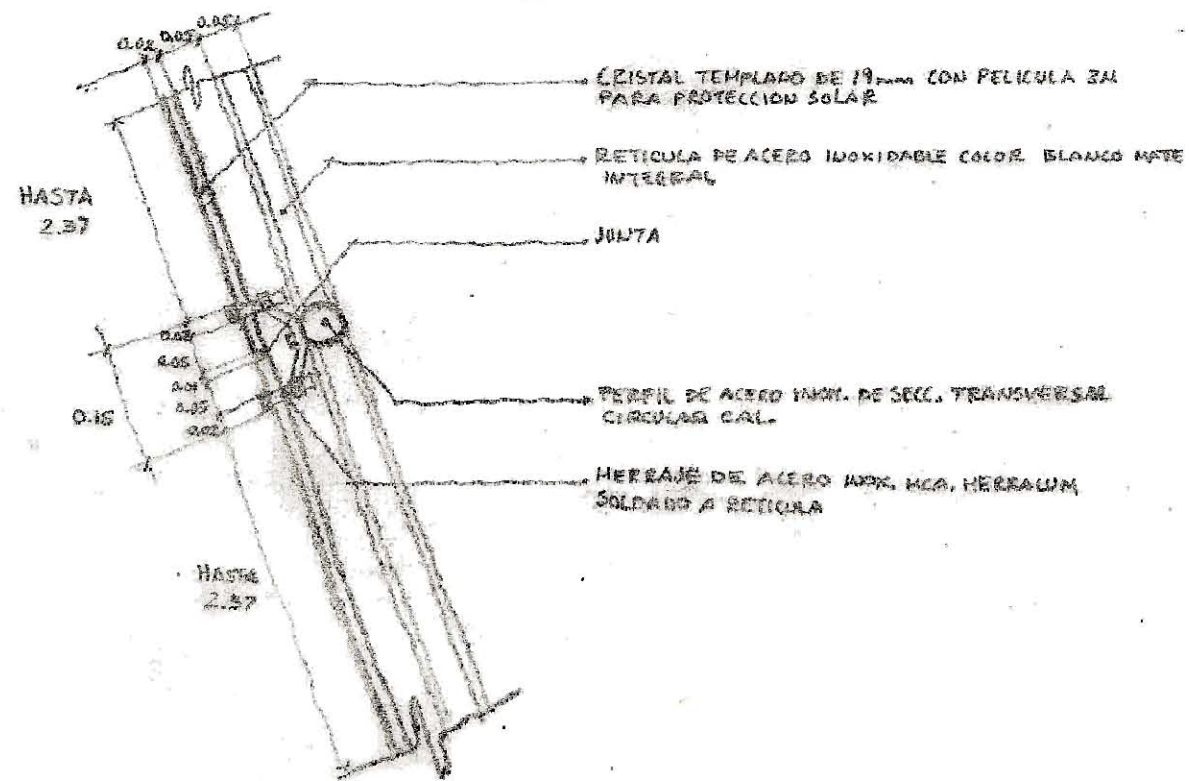 0.02 0.05 0.05
CRISTAL TEMPLADO DE 19mm CON PELICULA 3M
PARA PROTECCION SOLAR
RETICULA DE ACERO INOXIDABLE COLOR BLANCO MATE
INTEGRAL
HASTA
2.37
JUNTA
0.05
0.01
0.02
0.15
PERFIL DE ACERO INOX. DE SECC. TRANSVERSAL
CIRCULAR CAL.
HERRAJE DE ACERO INOX. MCA. HERRALUM
SOLDADO A RETICULA
HASTA
2.37